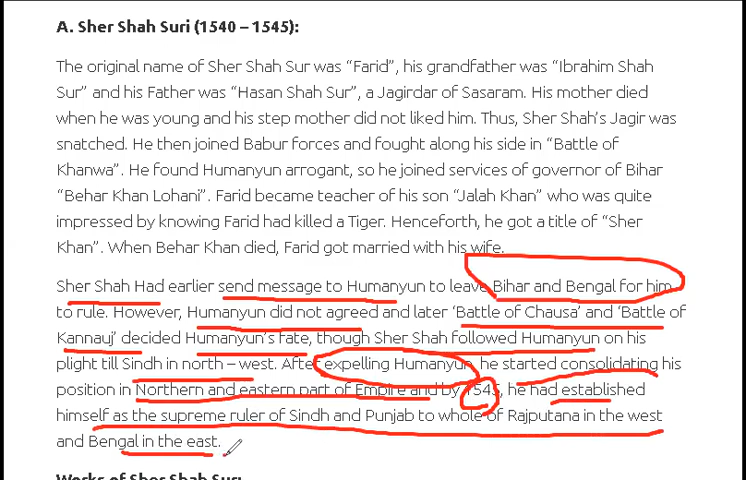 A. Sher Shah Suri (1540 – 1545):
The original name of Sher Shah Sur was “Farid”, his grandfather was “Ibrahim Shah
Sur” and his Father was “Hasan Shah Sur”, a Jagirdar of Sasaram. His mother died
when he was young and his step mother did not liked him. Thus, Sher Shah’s Jagir was
snatched. He then joined Babur forces and fought along his side in “Battle of
Khanwa”. He found Humanyun arrogant, so he joined services of governor of Bihar
“Behar Khan Lohani”. Farid became teacher of his son “Jalah Khan” who was quite
impressed by knowing Farid had killed a Tiger. Henceforth, he got a title of “Sher
Khan”. When Behar Khan died, Farid got married with his wife.
Sher Shah Had earlier send message to Humanyun to leave Bihar and Bengal for him
to rule. However, Humanyun did not agreed and later ‘Battle of Chausa’ and ‘Battle of
Kannauj’ decided Humanyun’s fate, though Sher Shah followed Humanyun on his
plight till Sindh in north – west. After expelling Humanyun, he started consolidating his
position in Northern and eastern part of Empire and by 1543, he had established
himself as the supreme ruler of Sindh and Punjab to whole of Rajputana in the west
and Bengal in the east.
Works of Sher Shah Suri: